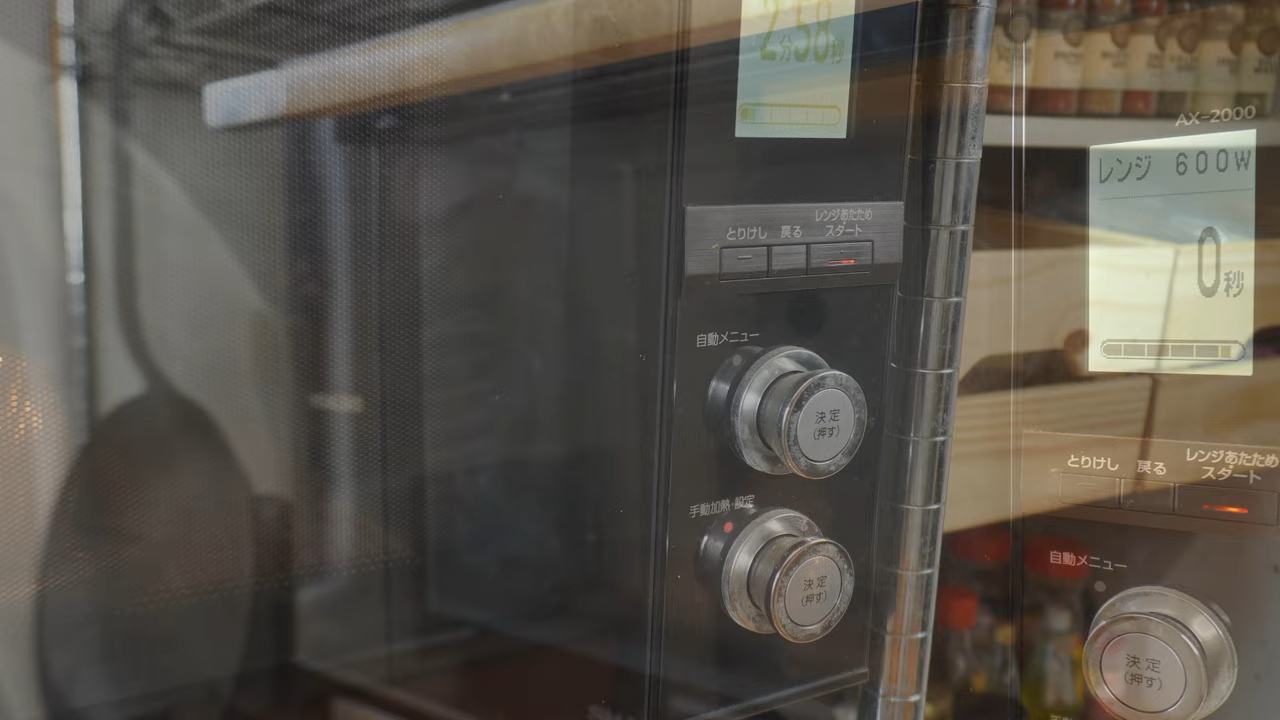 2分58秒
とりけし 戻る レンジあたため
スタート
自動メニュー
決定
(押す)
手動加熱・設定
決定
(押す)
AX-2000
レンジ 600W
0秒
とりけし 戻る レンジあたため
スタート
自動メニュー
決定
(押す)